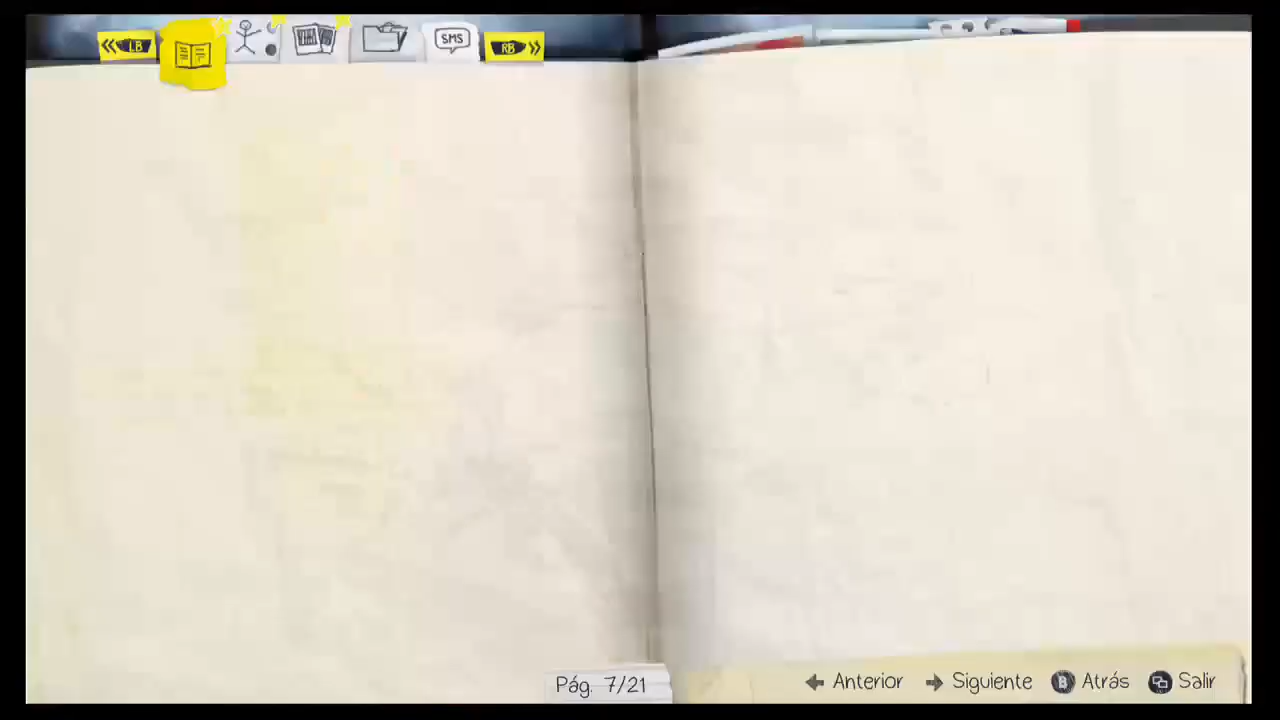 LB
SMS
RB
Pág. 7/21
Anterior
Siguiente
B Atrás
Salir